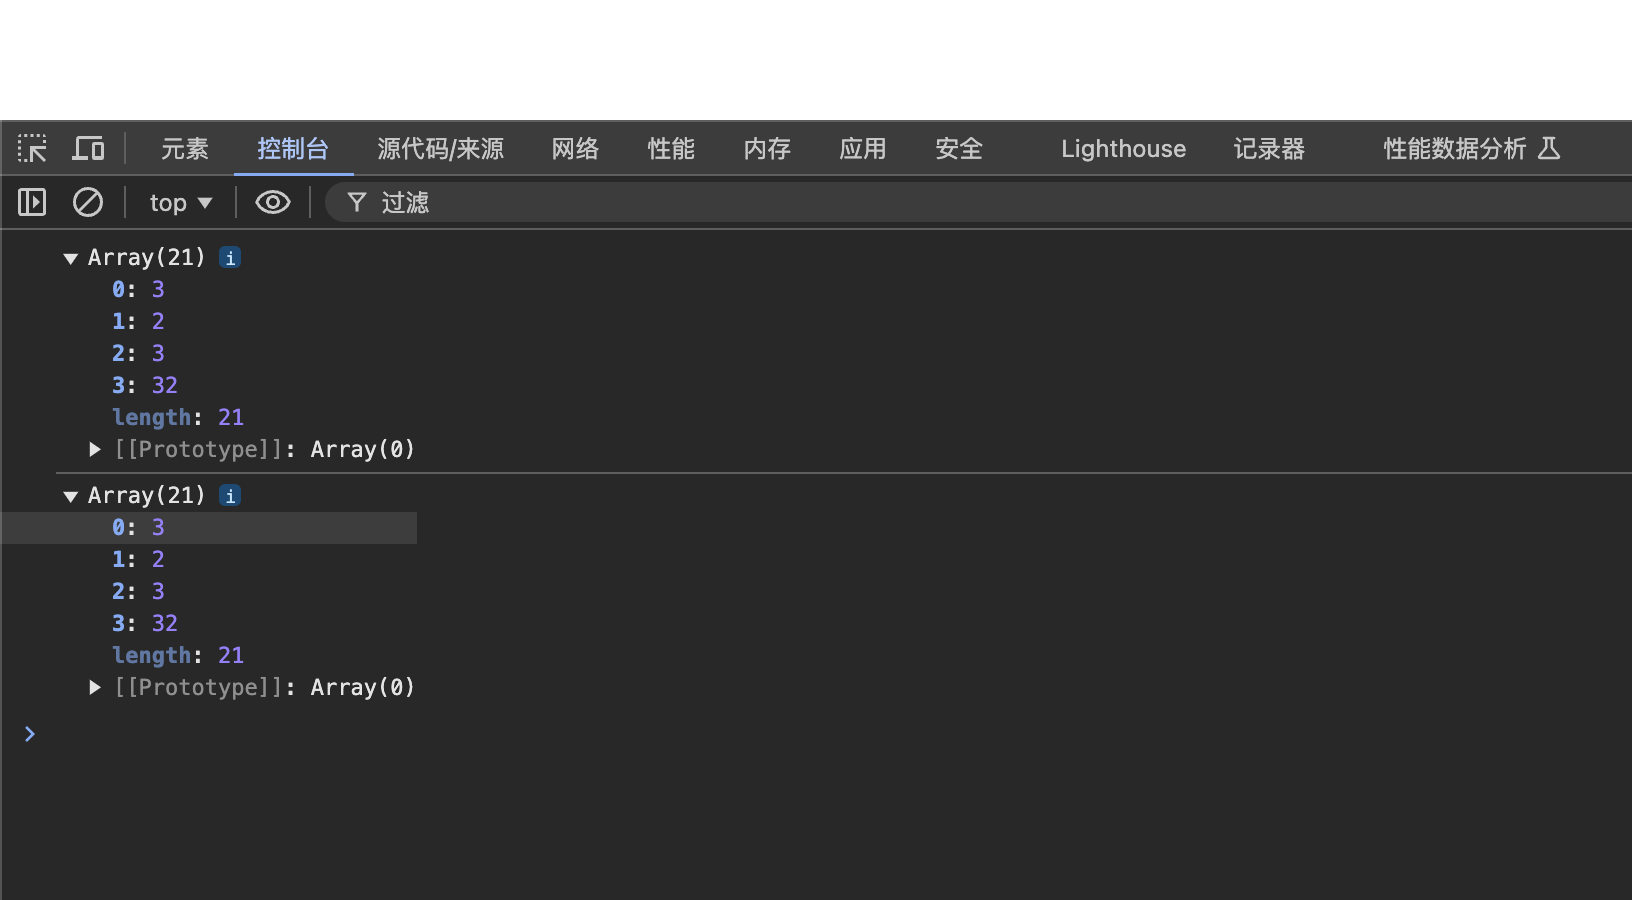 元素 控制台 源代码/来源 网络 性能 内存 应用 安全 Lighthouse 记录器 性能数据分析
top 过滤
Array(21) i
0: 3
1: 2
2: 3
3: 32
length: 21
[[Prototype]]: Array(0)
Array(21) i
0: 3
1: 2
2: 3
3: 32
length: 21
[[Prototype]]: Array(0)